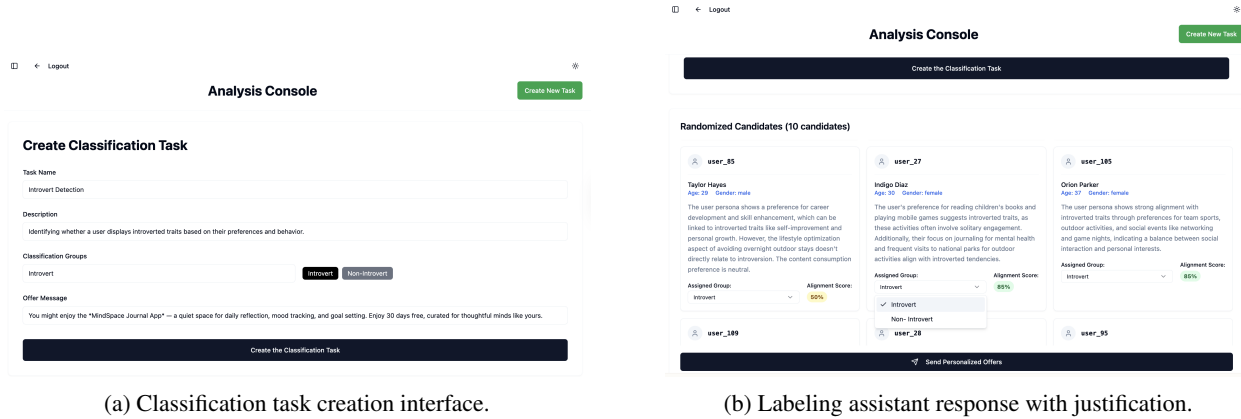 Logout
Analysis Console
Create New Task
Create Classification Task
Task Name
Introvert Detection
Description
Identifying whether a user displays introverted traits based on their preferences and behavior.
Classification Groups
Introvert
Introvert
Non-Introvert
Offer Message
You might enjoy the "MindSpace Journal App" — a quiet space for daily reflection, mood tracking, and goal setting. Enjoy 30 days free, curated for thoughtful minds like yours.
Create the Classification Task
(a) Classification task creation interface.
Logout
Analysis Console
Create New Task
Create the Classification Task
Randomized Candidates (10 candidates)
user_85
Taylor Hayes
Age: 29 Gender: male
The user persona shows a preference for career
development and skill enhancement, which can be
linked to introverted traits like self-improvement and
personal growth. However, the lifestyle optimization
aspect of avoiding overnight outdoor stays doesn't
directly relate to introversion. The content consumption
preference is neutral.
Assigned Group:
Alignment Score:
Introvert
50%
user_27
Indigo Diaz
Age: 30 Gender: female
The user's preference for reading children's books and
playing mobile games suggests introverted traits, as
these activities often involve solitary engagement.
Additionally, their focus on journaling for mental health
and frequent visits to national parks for outdoor
activities align with introverted tendencies.
Assigned Group:
Alignment Score:
Introvert
85%
Introvert
Non- Introvert
user_105
Orion Parker
Age: 37 Gender: female
The user persona shows strong alignment with
introverted traits through preferences for team sports,
outdoor activities, and social events like networking
and game nights, indicating a balance between social
interaction and personal interests.
Assigned Group:
Alignment Score:
Introvert
85%
user_109
user_28
user_95
Send Personalized Offers
(b) Labeling assistant response with justification.